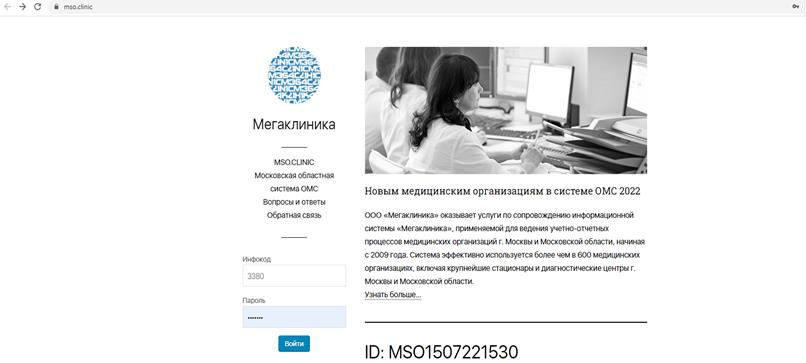 mso.clinic
Мегаклиника
MSO.CLINIC
Московская областная
система ОМС
Вопросы и ответы
Обратная связь
Инфокод
3380
Пароль
Войти
Новым медицинским организациям в системе ОМС 2022
ООО «Мегаклиника» оказывает услуги по сопровождению информационной
системы «Мегаклиника», применяемой для ведения учетно-отчетных
процессов медицинских организаций г. Москвы и Московской области, начиная
с 2009 года. Система эффективно используется более чем в 600 медицинских
организациях, включая крупнейшие стационары и диагностические центры г.
Москвы и Московской области.
Узнать больше...
ID: MSO1507221530